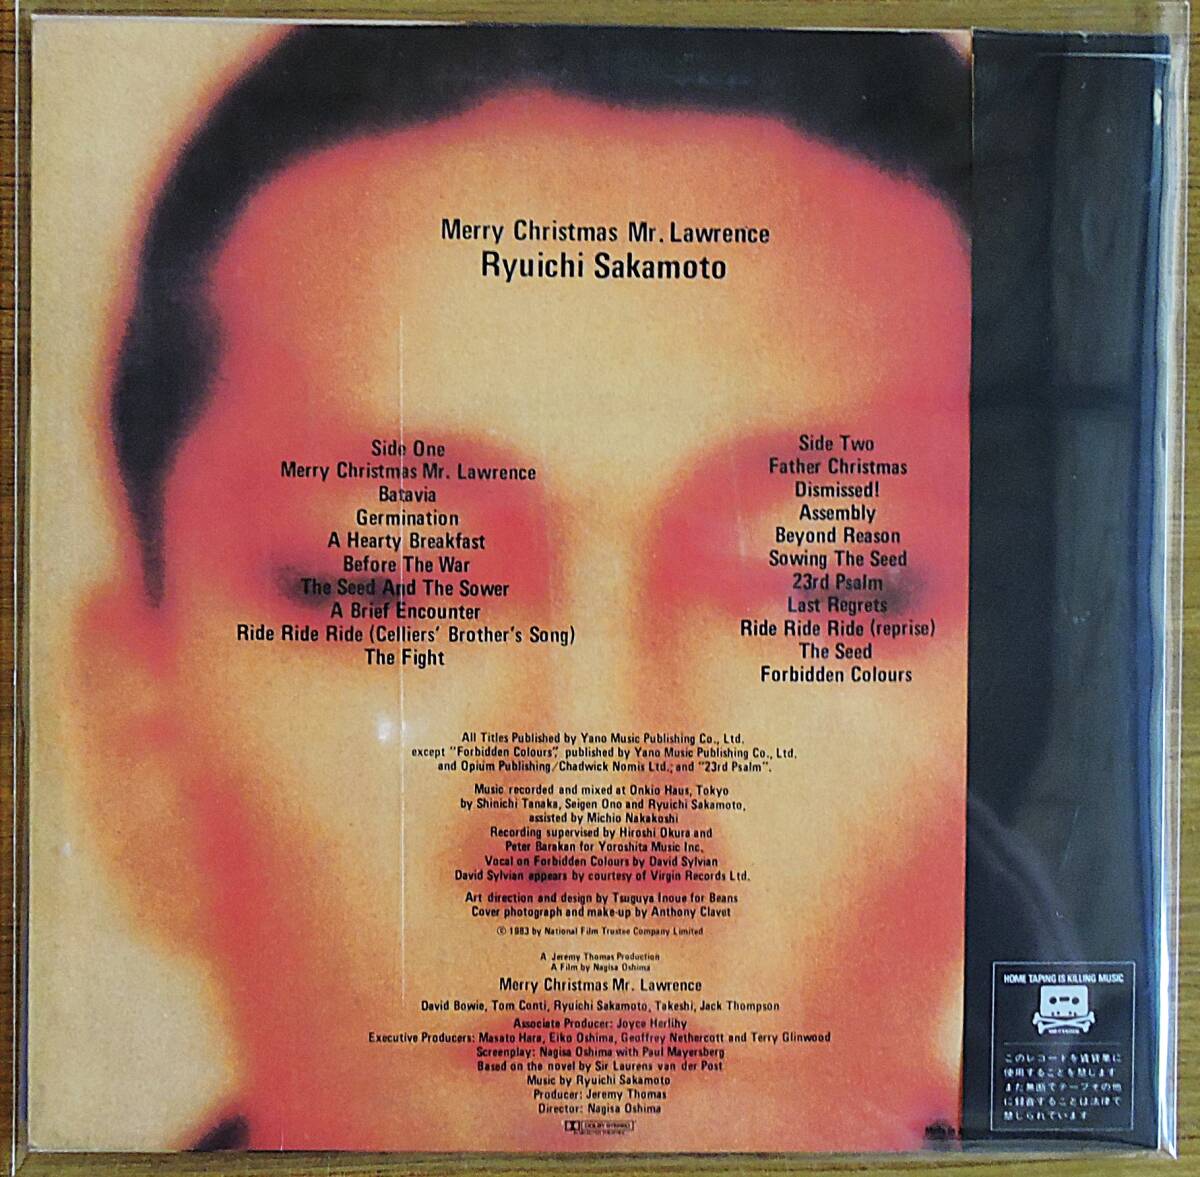 Merry Christmas Mr. Lawrence
Ryuichi Sakamoto
Side One
Merry Christmas Mr. Lawrence
Batavia
Germination
A Hearty Breakfast
Before The War
The Seed And The Sower
A Brief Encounter
Ride Ride Ride (Celliers' Brother's Song)
The Fight
Side Two
Father Christmas
Dismissed!
Assembly
Beyond Reason
Sowing The Seed
23rd Psalm
Last Regrets
Ride Ride Ride (reprise)
The Seed
Forbidden Colours
All Titles Published by Yano Music Publishing Co., Ltd.
except "Forbidden Colours", published by Yano Music Publishing Co., Ltd.
and Opium Publishing/Chadwick Nomis Ltd.; and "23rd Psalm".
Music recorded and mixed at Onkio Haus, Tokyo
by Shinichi Tanaka, Seigen Ono and Ryuichi Sakamoto,
assisted by Michio Nakakoshi
Recording supervised by Hiroshi Okura and
Peter Barakan for Yoroshita Music Inc.
Vocal on Forbidden Colours by David Sylvian
David Sylvian appears by courtesy of Virgin Records Ltd.
Art direction and design by Tsuguya Inoue for Beans
Cover photograph and make-up by Anthony Clavet
℗ 1983 by National Film Trustee Company Limited
A Jeremy Thomas Production
A Film by Nagisa Oshima
Merry Christmas Mr. Lawrence
David Bowie, Tom Conti, Ryuichi Sakamoto, Takeshi, Jack Thompson
Associate Producer: Joyce Herlihy
Executive Producers: Masato Hara, Eiko Oshima, Geoffrey Nethercott and Terry Glinwood
Screenplay: Nagisa Oshima with Paul Mayersberg
Based on the novel by Sir Laurens van der Post
Music by Ryuichi Sakamoto
Producer: Jeremy Thomas
Director: Nagisa Oshima
DOLBY STEREO
Made in
HOME TAPING IS KILLING MUSIC
このレコードを賃貸業に
使用することを禁じます
また無断でテープその他
に録音することは法律で
禁じられています